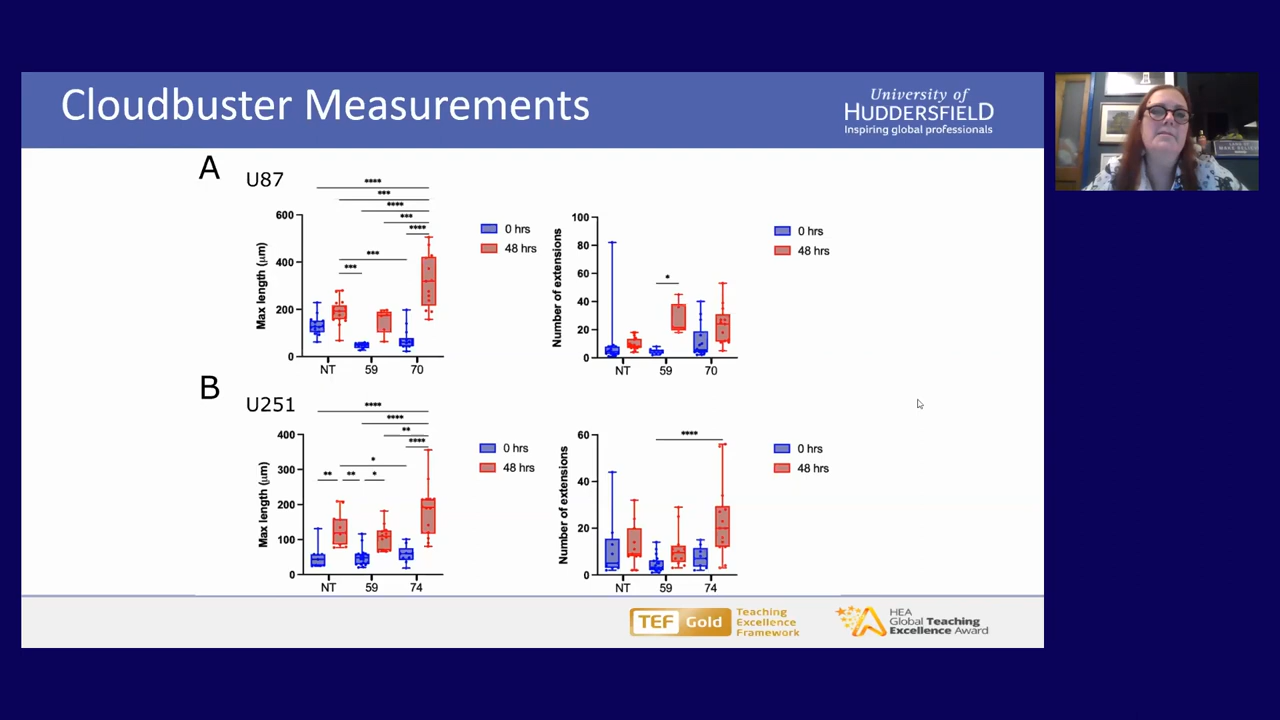 Cloudbuster Measurements
University of
HUDDERSFIELD
Inspiring global professionals
A
U87
****
***
****
***
****
***
***
600
400
200
0
Max length (μm)
NT 59 70
0 hrs
48 hrs
*
100
80
60
40
20
0
Number of extensions
NT 59 70
0 hrs
48 hrs
B
U251
****
****
**
****
*
** ** *
400
300
200
100
0
Max length (μm)
NT 59 74
0 hrs
48 hrs
****
60
40
20
0
Number of extensions
NT 59 74
0 hrs
48 hrs
TEF Gold
Teaching
Excellence
Framework
HEA
Global Teaching
Excellence Award